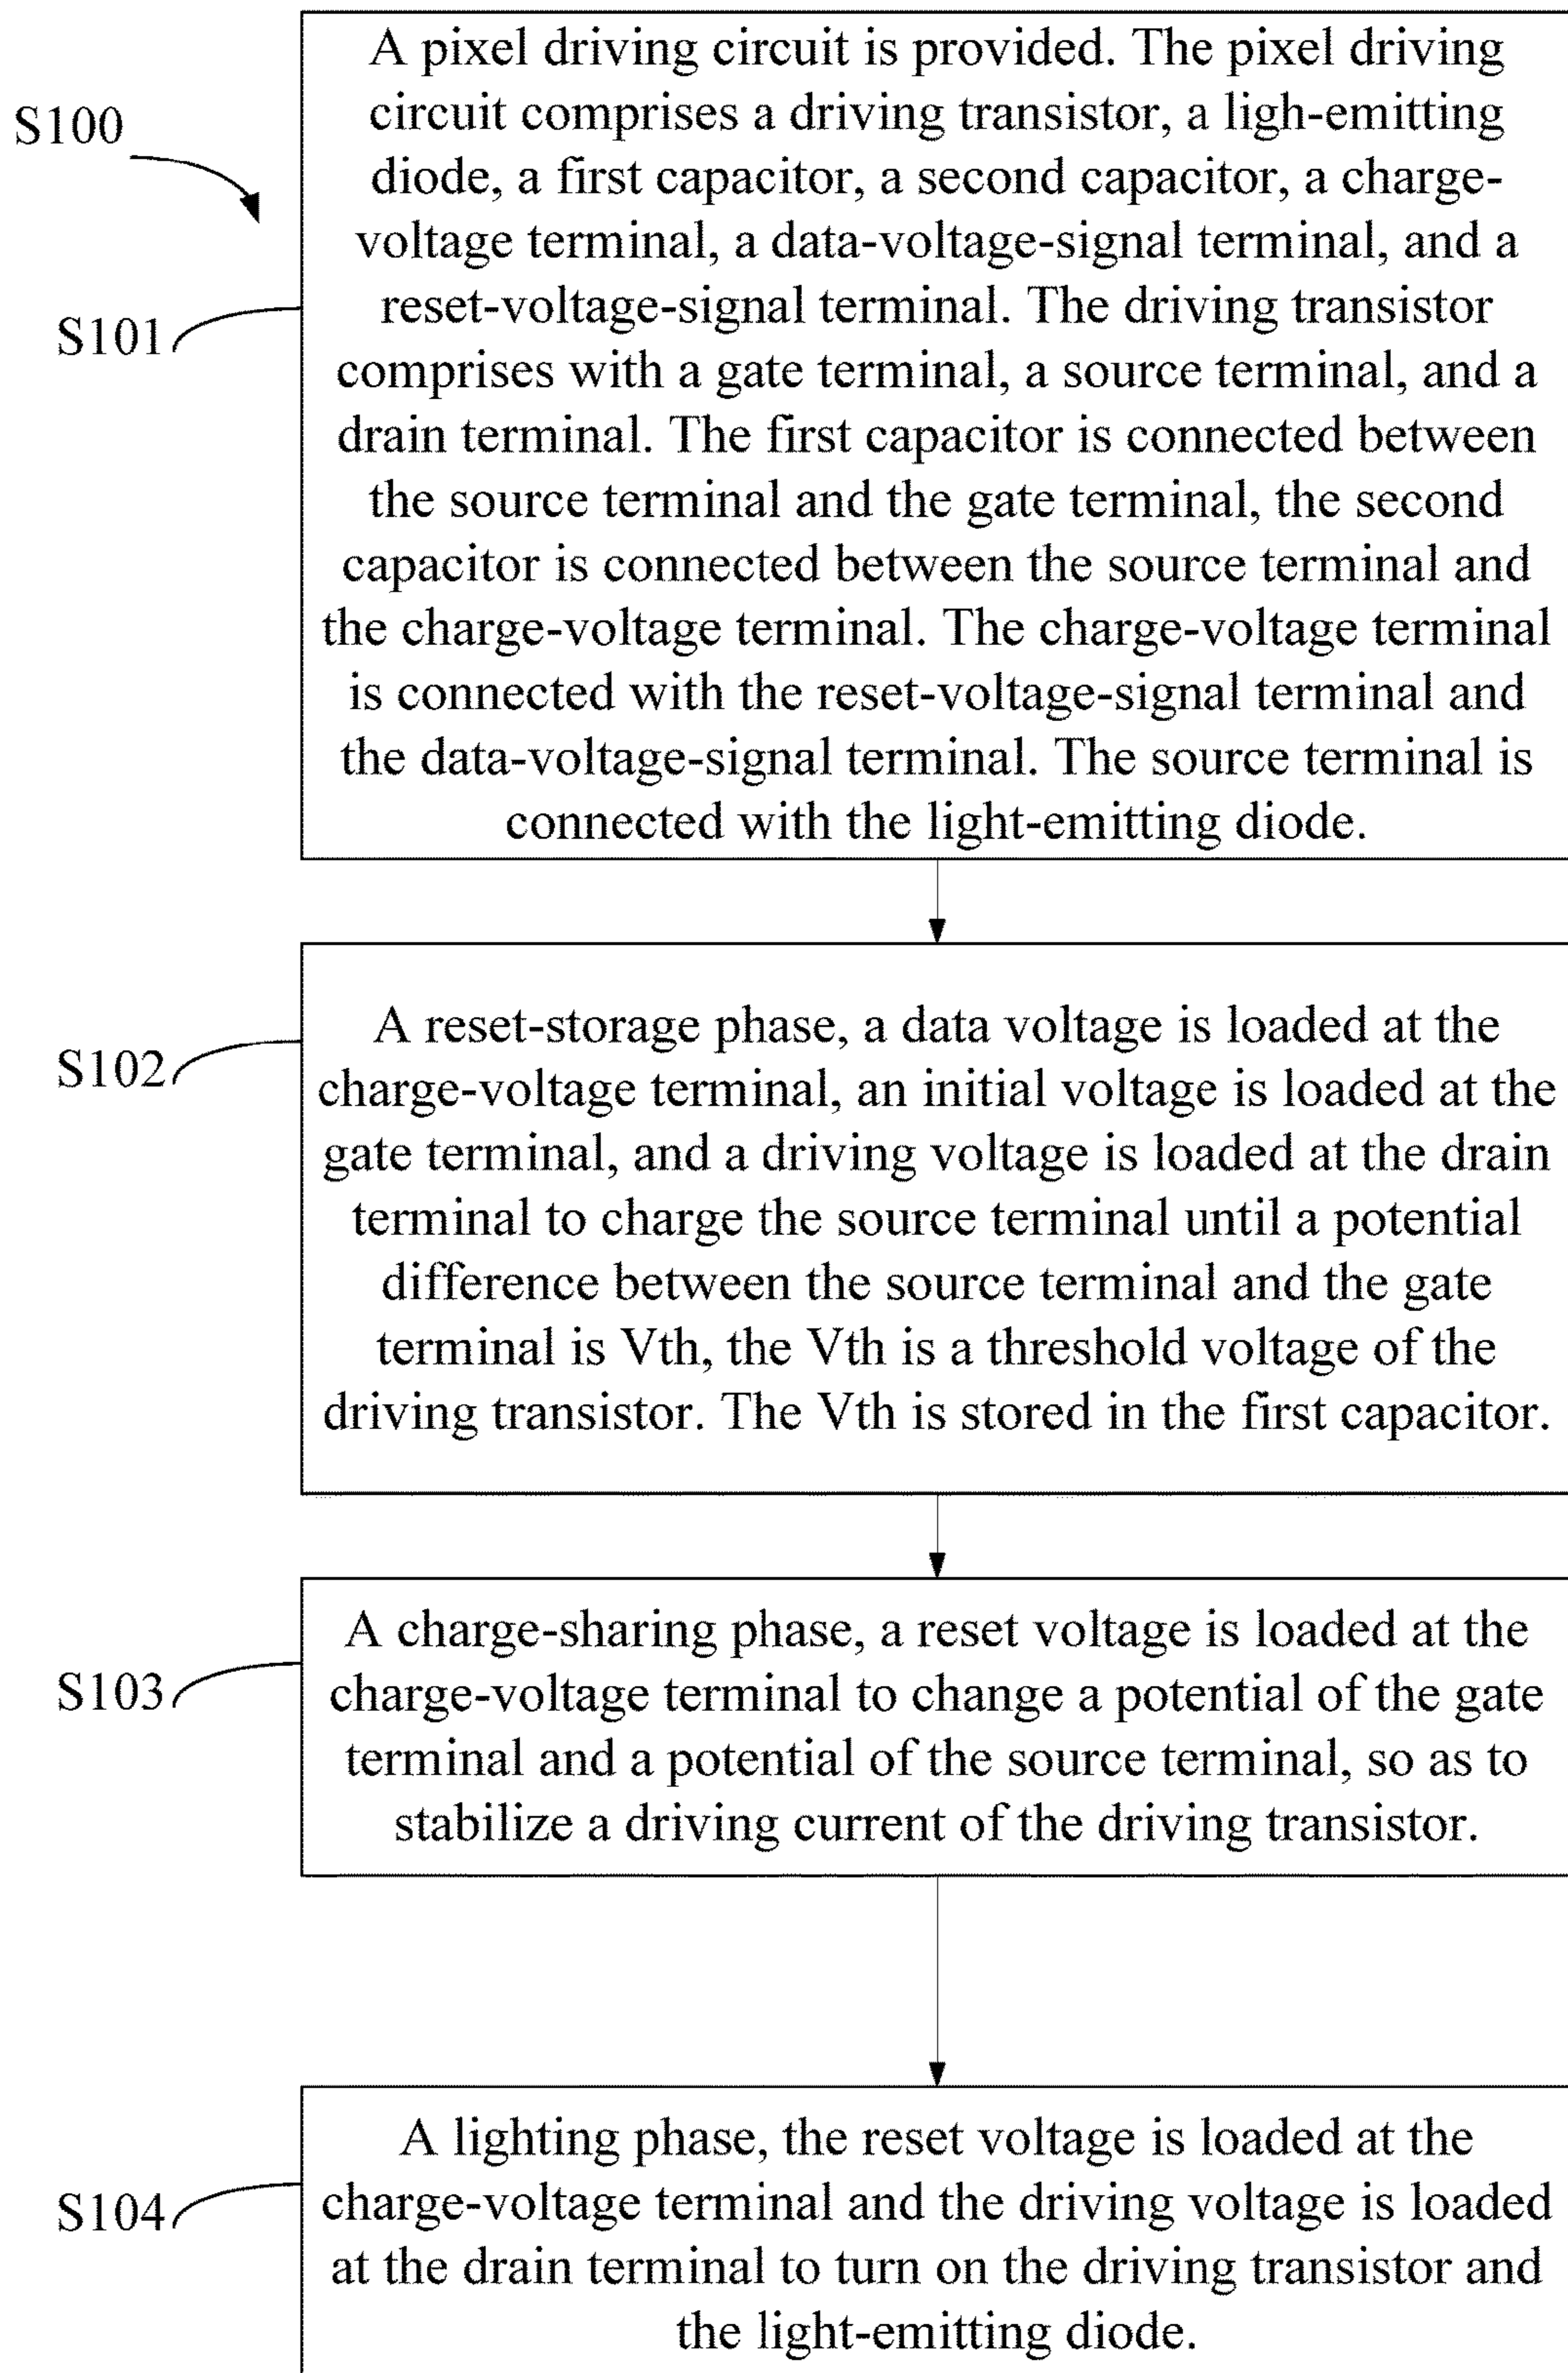 S100
A pixel driving circuit is provided. The pixel driving
circuit comprises a driving transistor, a ligh-emitting
diode, a first capacitor, a second capacitor, a charge-
voltage terminal, a data-voltage-signal terminal, and a
reset-voltage-signal terminal. The driving transistor
comprises with a gate terminal, a source terminal, and a
drain terminal. The first capacitor is connected between
the source terminal and the gate terminal, the second
capacitor is connected between the source terminal and
the charge-voltage terminal. The charge-voltage terminal
is connected with the reset-voltage-signal terminal and
the data-voltage-signal terminal. The source terminal is
connected with the light-emitting diode.
S101
A reset-storage phase, a data voltage is loaded at the
charge-voltage terminal, an initial voltage is loaded at the
gate terminal, and a driving voltage is loaded at the drain
terminal to charge the source terminal until a potential
difference between the source terminal and the gate
terminal is Vth, the Vth is a threshold voltage of the
driving transistor. The Vth is stored in the first capacitor.
S102
A charge-sharing phase, a reset voltage is loaded at the
charge-voltage terminal to change a potential of the gate
terminal and a potential of the source terminal, so as to
stabilize a driving current of the driving transistor.
S103
A lighting phase, the reset voltage is loaded at the
charge-voltage terminal and the driving voltage is loaded
at the drain terminal to turn on the driving transistor and
the light-emitting diode.
S104